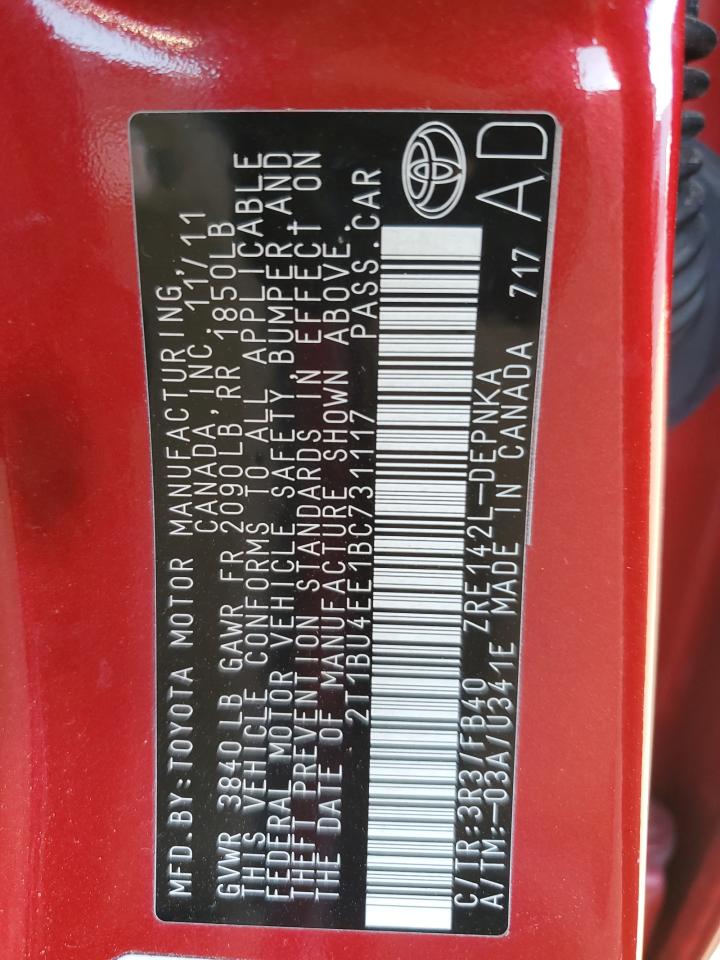 MFD.BY:TOYOTA MOTOR MANUFACTURING,
CANADA,INC. 11/11
GVWR 3840LB GAWR FR 2090LB,RR 1850LB
THIS VEHICLE CONFORMS TO ALL APPLICABLE
FEDERAL MOTOR VEHICLE SAFETY,BUMPER,AND
THEFT PREVENTION STANDARDS IN EFFECT ON
THE DATE OF MANUFACTURE SHOWN ABOVE.
2T1BU4EE1BC731117 PASS.CAR
C/TR:3R3/FB40 ZRE142L-DEPNKA
A/TM:-03A/U341E MADE IN CANADA 717 AD